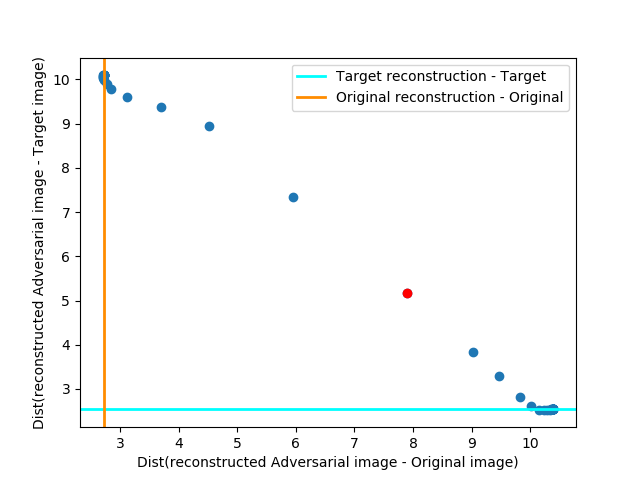 Target reconstruction - Target
Original reconstruction - Original
Dist(reconstructed Adversarial image - Target image)
10
9
8
7
6
5
4
3
3 4 5 6 7 8 9 10
Dist(reconstructed Adversarial image - Original image)